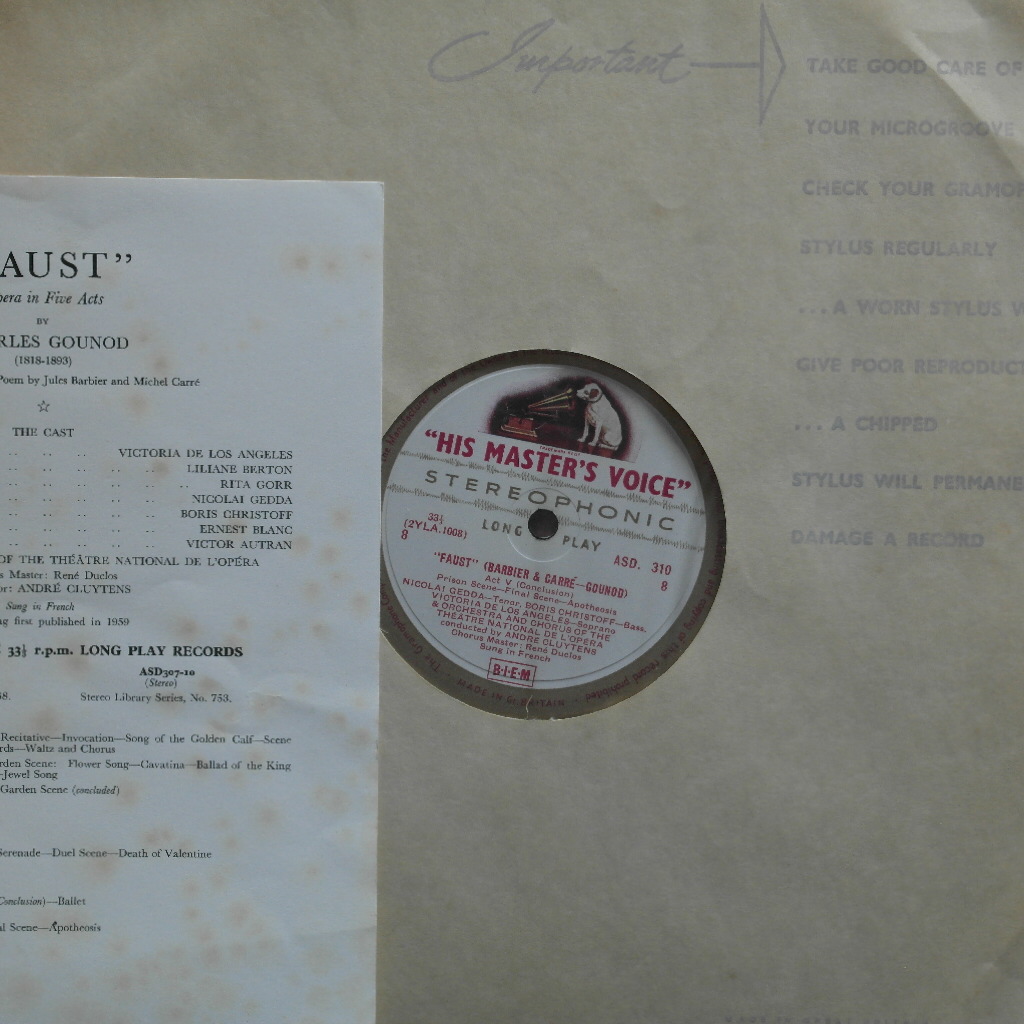 Important
TAKE GOOD CARE OF
YOUR MICROGROOVE
CHECK YOUR GRAMOP
STYLUS REGULARLY
...A WORN STYLUS W
GIVE POOR REPRODUCT
... A CHIPPED
STYLUS WILL PERMANE
DAMAGE A RECORD
AUST”
pera in Five Acts
BY
RLES GOUNOD
(1818-1893)
Poem by Jules Barbier and Michel Carré
THE CAST
VICTORIA DE LOS ANGELES
LILIANE BERTON
RITA GORR
NICOLAI GEDDA
BORIS CHRISTOFF
ERNEST BLANC
VICTOR AUTRAN
OF THE THÉÂTRE NATIONAL DE L'OPÉRA
s Master: René Duclos
or: ANDRÉ CLUYTENS
Sung in French
ng first published in 1959
33⅓ r.p.m. LONG PLAY RECORDS
ASD307-10
(Stereo)
58. Stereo Library Series, No. 753.
Recitative—Invocation—Song of the Golden Calf—Scene
rds—Waltz and Chorus
rden Scene: Flower Song—Cavatina—Ballad of the King
-Jewel Song
Garden Scene (concluded)
Serenade—Duel Scene—Death of Valentine
Conclusion)—Ballet
al Scene—Apotheosis
“HIS MASTER'S VOICE”
STEREOPHONIC
LONG PLAY
33⅓
(2YLA.1008)
8
ASD. 310
8
"FAUST" (BARBIER & CARRÉ—GOUNOD)
Act V (Conclusion)
Prison Scene—Final Scene—Apotheosis
NICOLAI GEDDA—Tenor, BORIS CHRISTOFF—Bass,
VICTORIA DE LOS ANGELES—Soprano
& ORCHESTRA AND CHORUS OF THE
THÉÂTRE NATIONAL DE L'OPÉRA
conducted by ANDRÉ CLUYTENS
Chorus Master: René Duclos
Sung in French
B·I·E·M
MADE IN GT. BRITAIN
this record prohibited